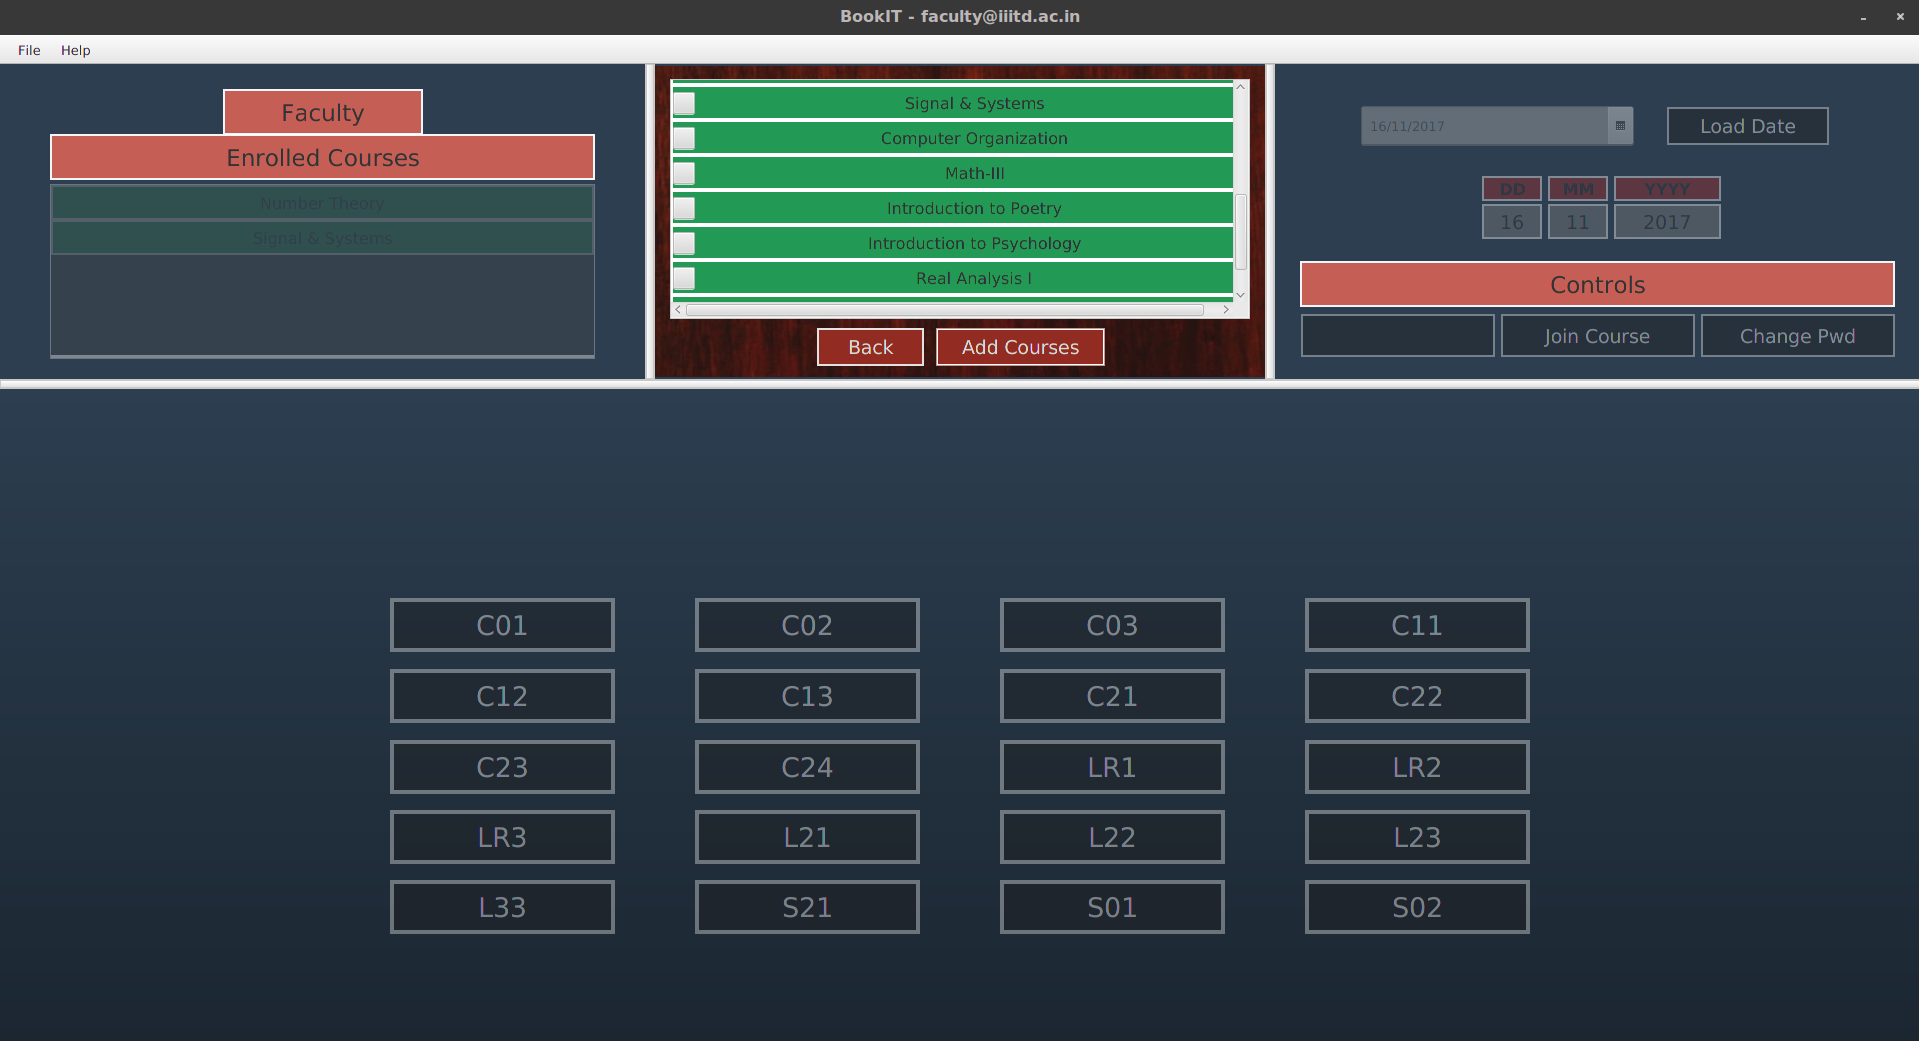 BookIT - faculty@iiitd.ac.in
File Help
Faculty
Enrolled Courses
Number Theory
Signal & Systems
Signal & Systems
Computer Organization
Math-III
Introduction to Poetry
Introduction to Psychology
Real Analysis I
Back Add Courses
16/11/2017 Load Date
DD MM YYYY
16 11 2017
Controls
Join Course Change Pwd
C01 C02 C03 C11
C12 C13 C21 C22
C23 C24 LR1 LR2
LR3 L21 L22 L23
L33 S21 S01 S02